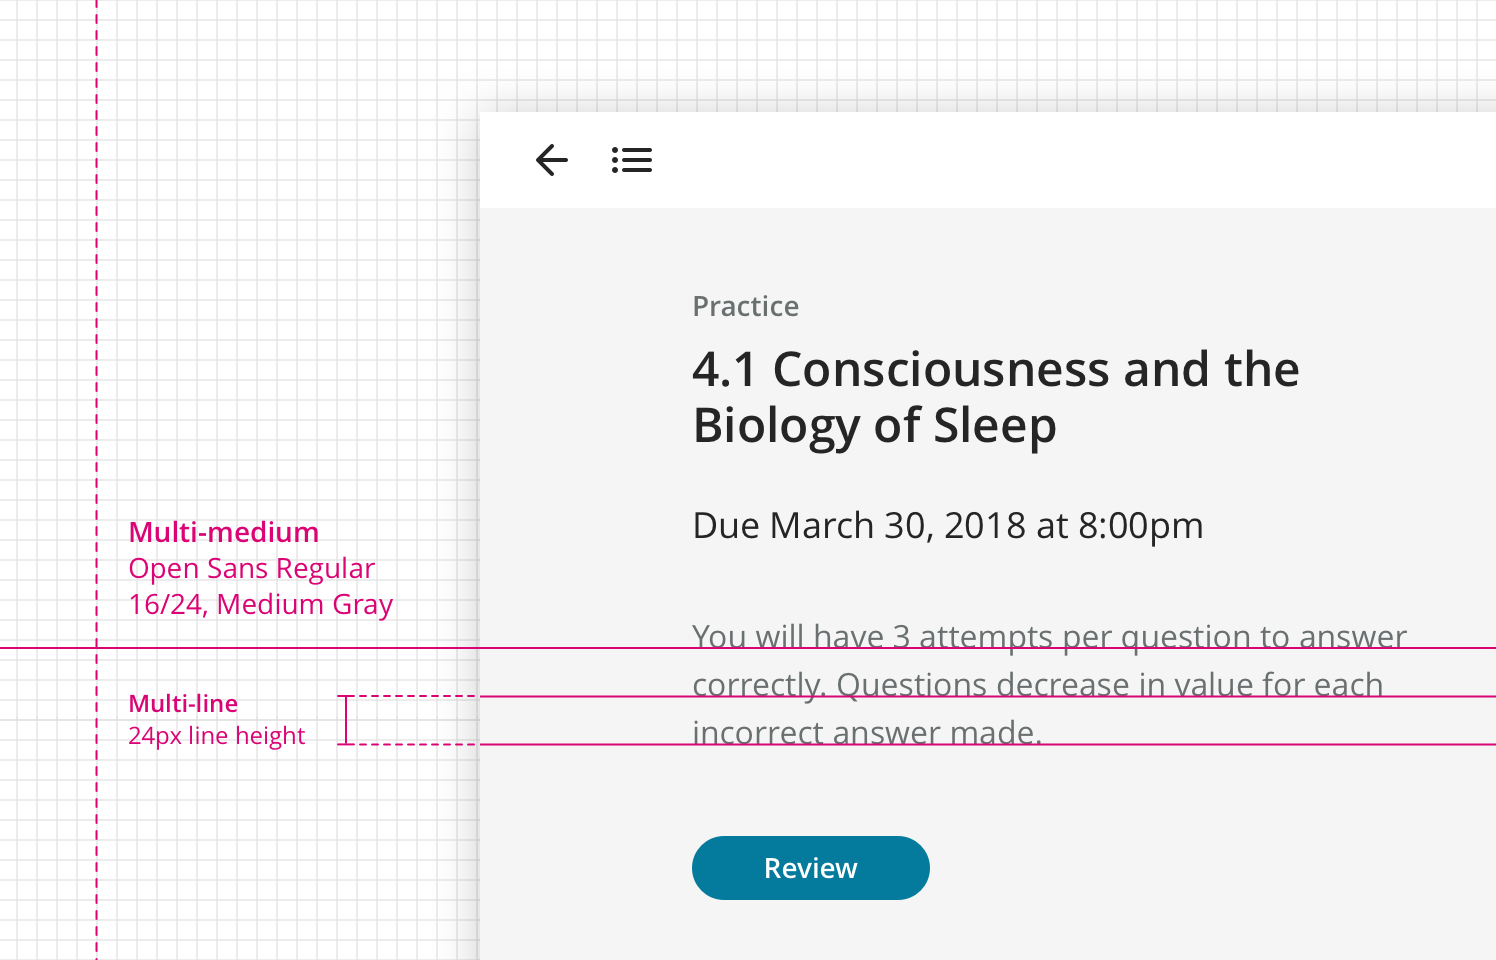 Practice
4.1 Consciousness and the
Biology of Sleep
Due March 30, 2018 at 8:00pm
Multi-medium
Open Sans Regular
16/24, Medium Gray
You will have 3 attempts per question to answer
correctly. Questions decrease in value for each
incorrect answer made.
Multi-line
24px line height
Review